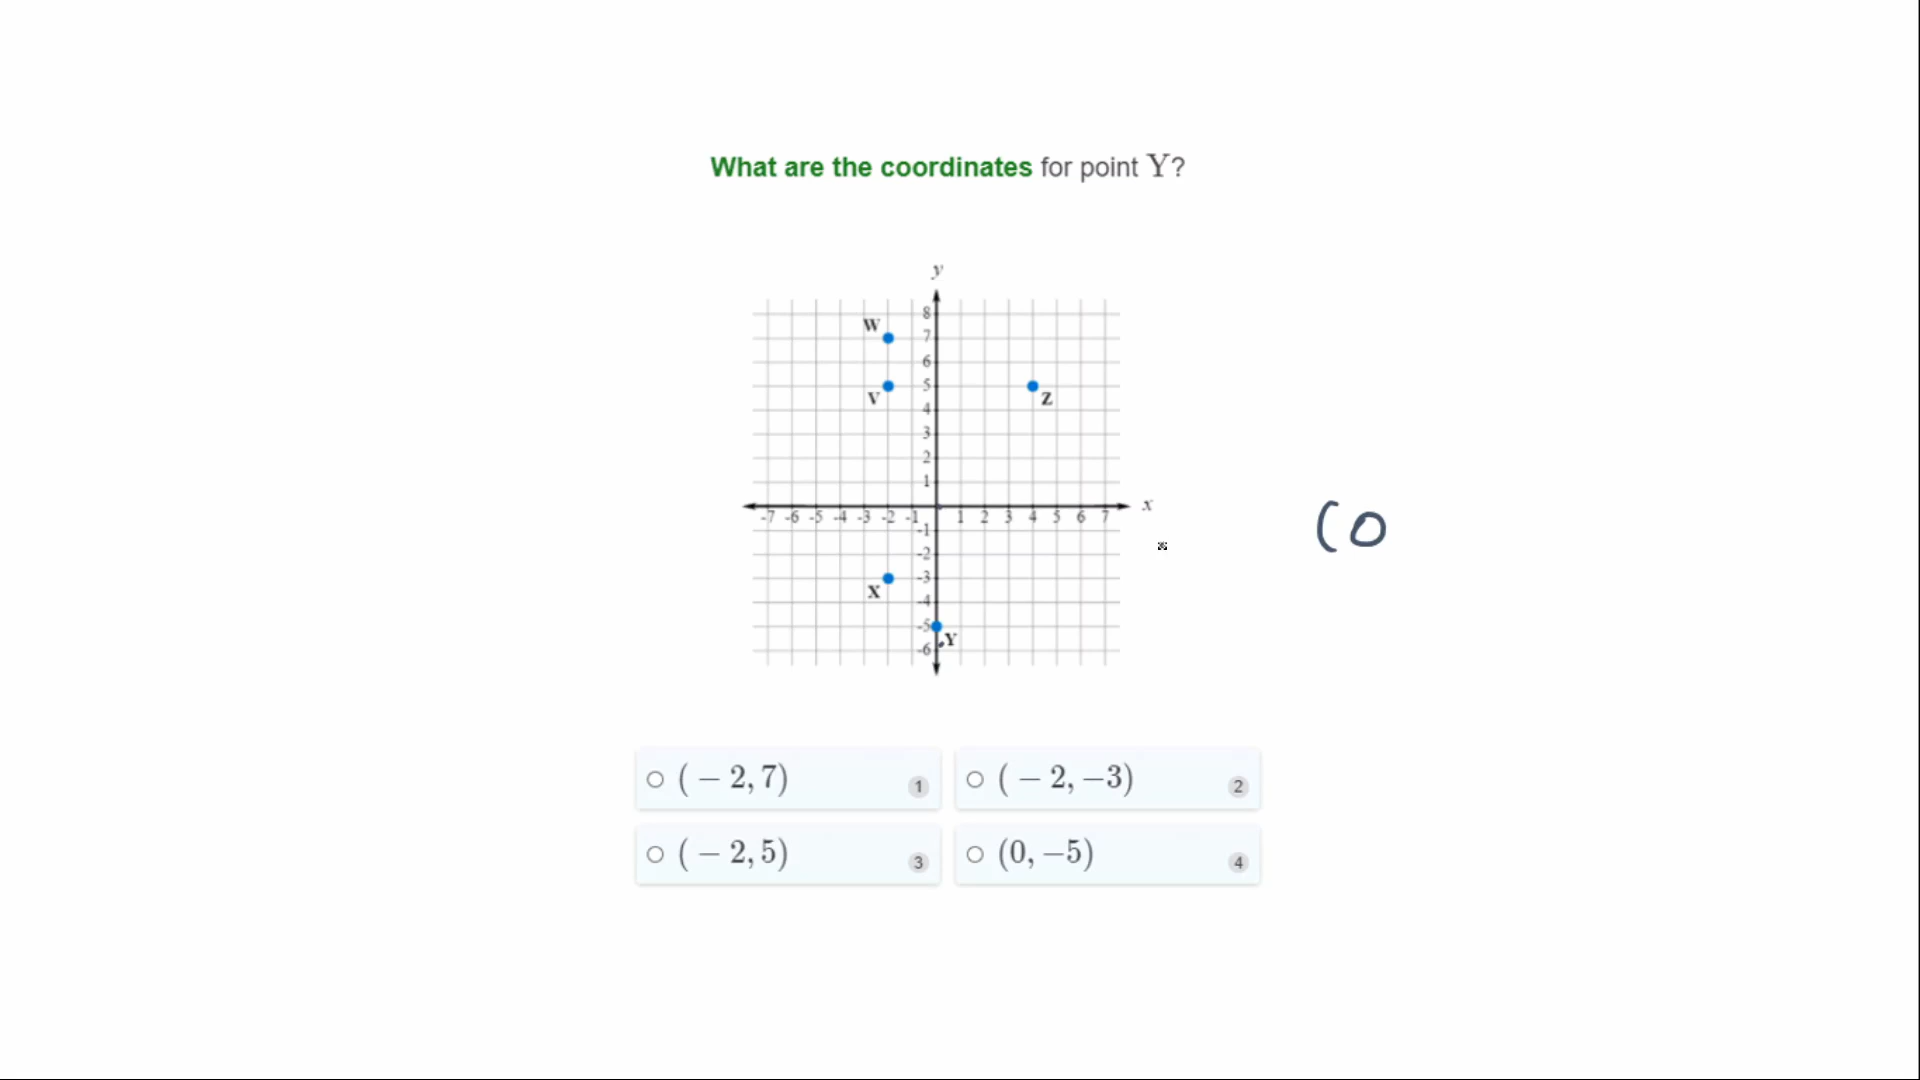 What are the coordinates for point Y?
y
8
W
7
6
5
V
Z
4
3
2
1
x
-7 -6 -5 -4 -3 -2 -1 1 2 3 4 5 6 7
(0
-1
-2
-3
X
-4
-5
Y
-6
(−2, 7) 1
(−2, −3) 2
(−2, 5) 3
(0, −5) 4